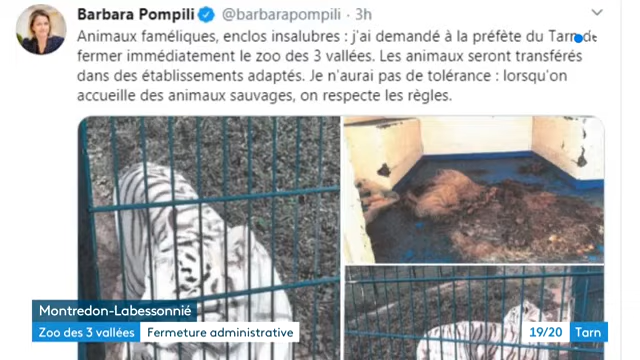 Barbara Pompili @barbarapompili · 3h
Animaux faméliques, enclos insalubres : j'ai demandé à la préfète du Tarn de
fermer immédiatement le zoo des 3 vallées. Les animaux seront transférés
dans des établissements adaptés. Je n'aurai pas de tolérance : lorsqu'on
accueille des animaux sauvages, on respecte les règles.
Montredon-Labessonnié
Zoo des 3 vallées Fermeture administrative 19/20 Tarn